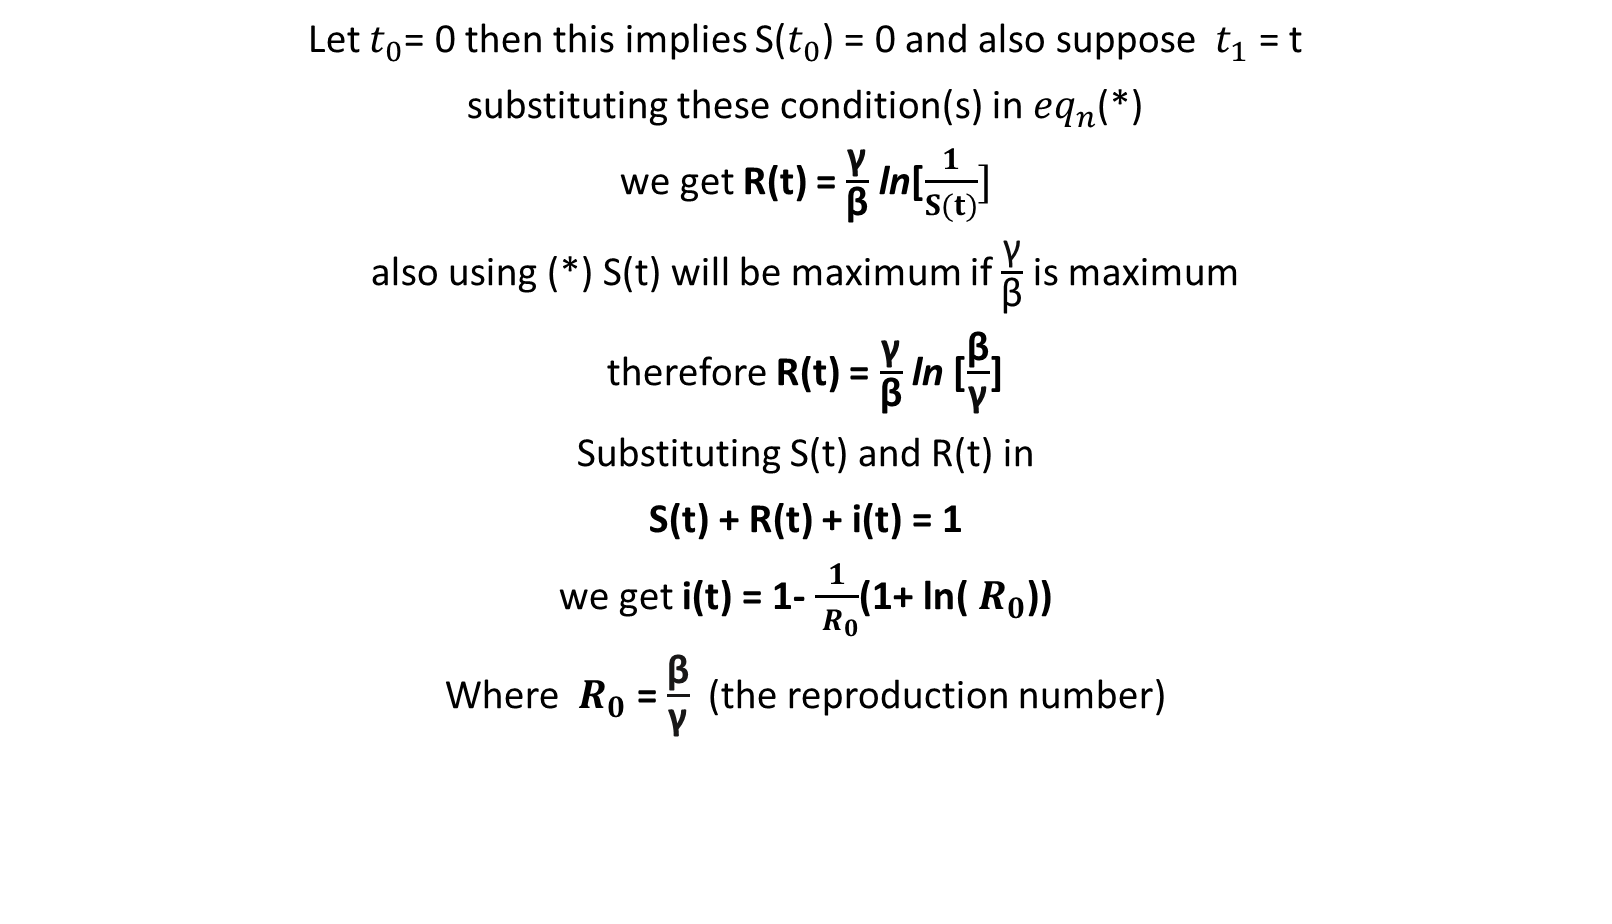 Let t₀= 0 then this implies S(t₀) = 0 and also suppose t₁ = t
substituting these condition(s) in eqₙ(*)
we get R(t) = γ/β ln[1/S(t)]
also using (*) S(t) will be maximum if γ/β is maximum
therefore R(t) = γ/β ln [β/γ]
Substituting S(t) and R(t) in
S(t) + R(t) + i(t) = 1
we get i(t) = 1- 1/R₀(1+ ln( R₀))
Where R₀ = β/γ (the reproduction number)